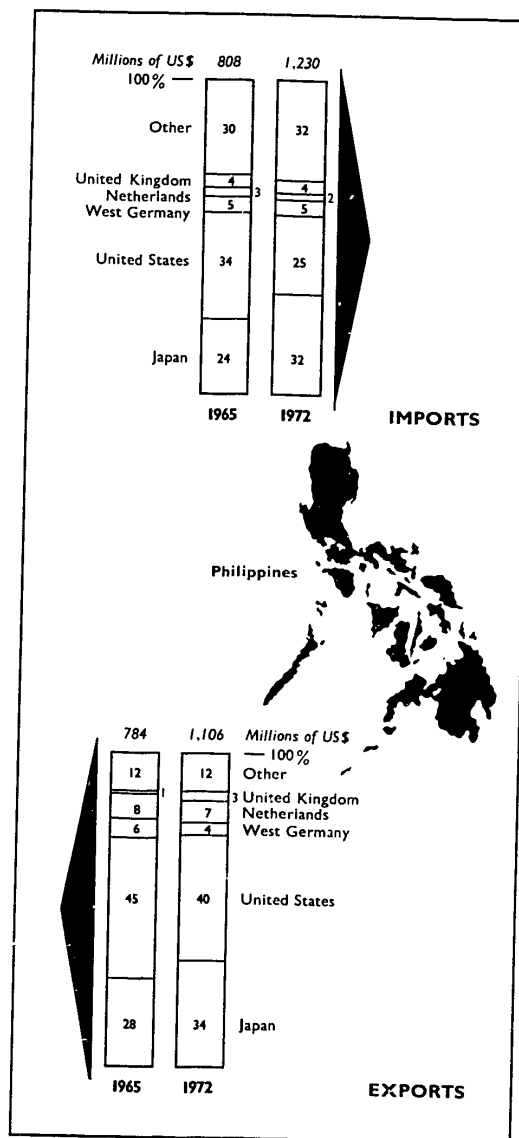 Millions of US$ 808 1,230
100%
Other 30 32
United Kingdom 4 4
Netherlands 3 2
West Germany 5 5
United States 34 25
Japan 24 32
1965 1972 IMPORTS
Philippines
784 1,106 Millions of US$
100%
12 12 Other
1 3 United Kingdom
8 7 Netherlands
6 4 West Germany
45 40 United States
28 34 Japan
1965 1972
EXPORTS